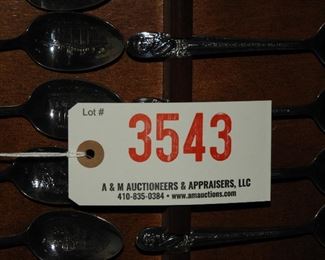 Lot #
3543
A & M AUCTIONEERS & APPRAISERS, LLC
410-835-0384 • www.amauctions.com